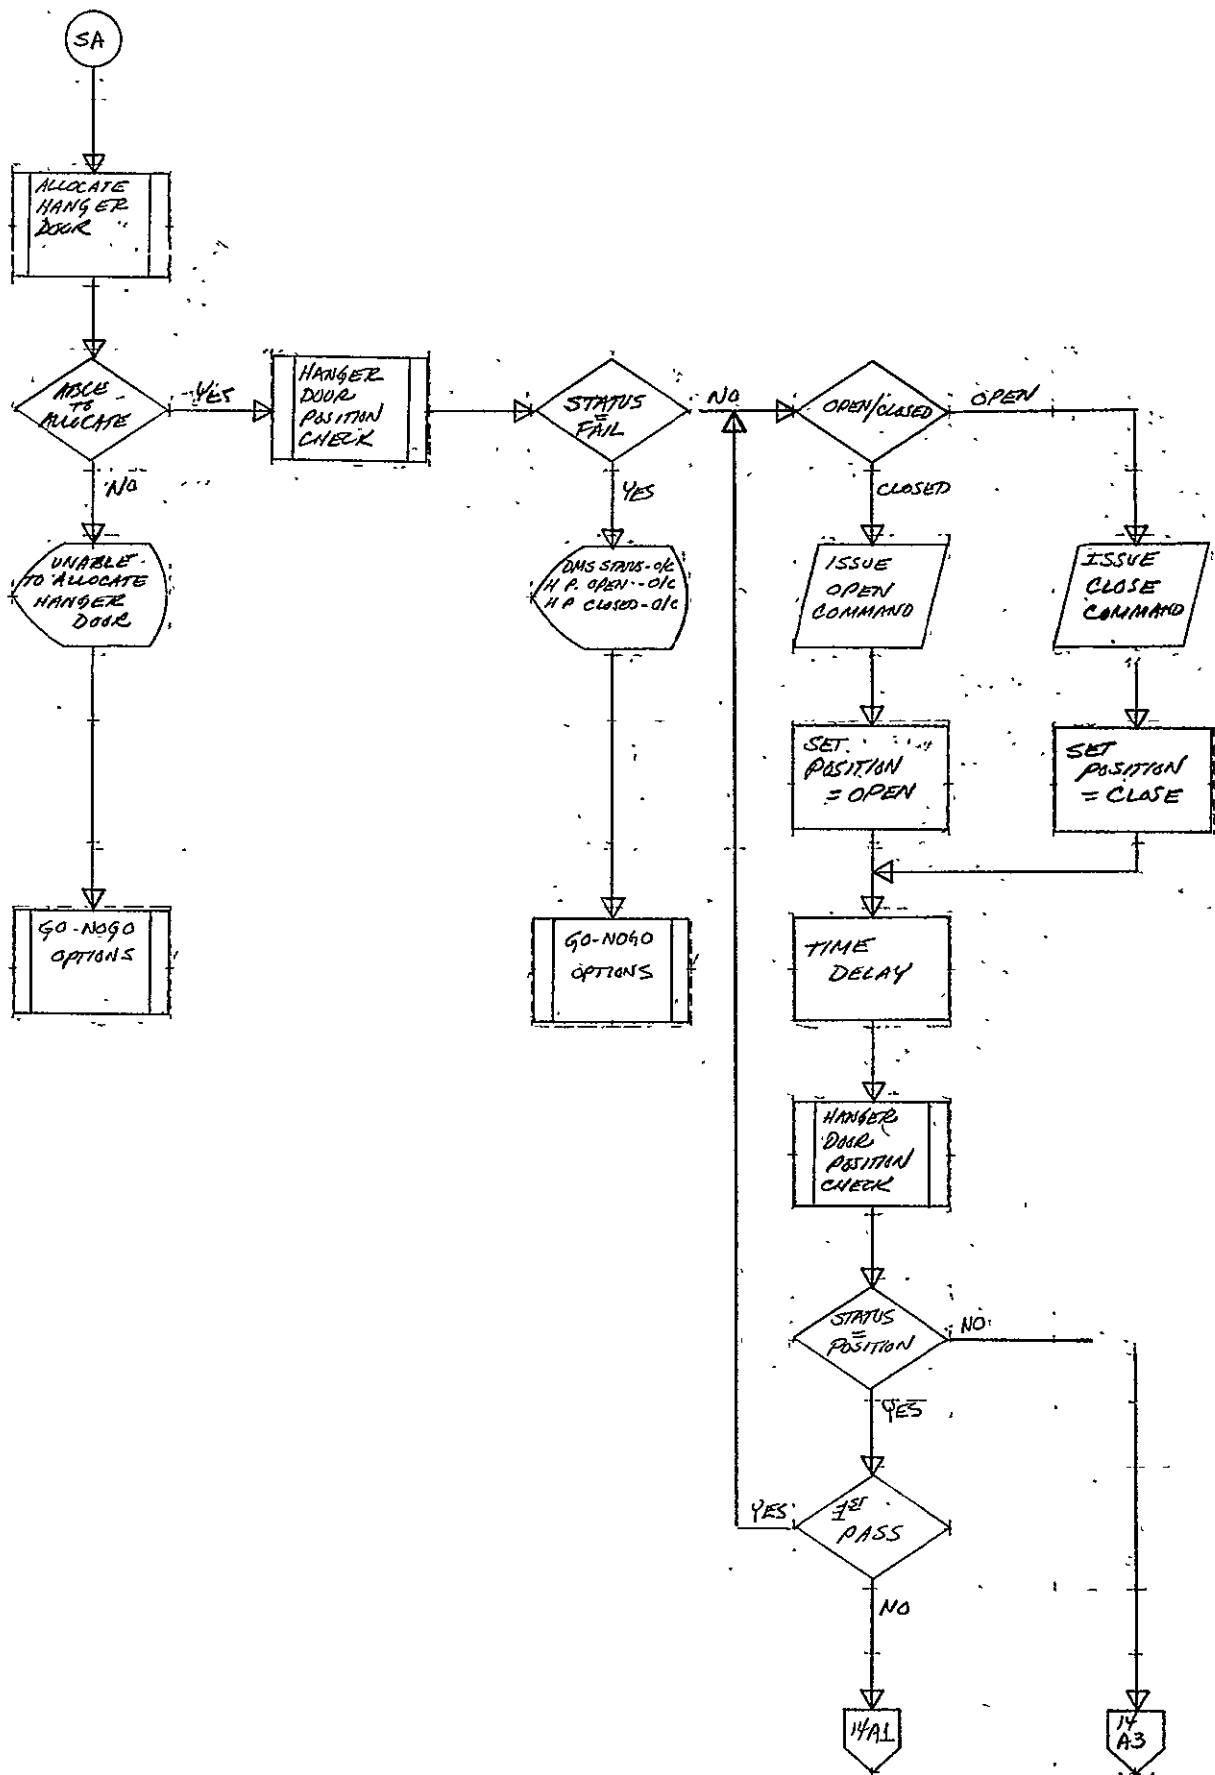 SA
ALLOCATE
HANGER
DOOR
ABLE
TO
ALLOCATE
YES
NO
HANGER
DOOR
POSITION
CHECK
STATUS
=
FAIL
NO
YES
OPEN/CLOSED
OPEN
CLOSED
UNABLE
TO ALLOCATE
HANGER
DOOR
DMS STATUS-O/C
H P. OPEN--O/C
H P CLOSED-O/C
ISSUE
OPEN
COMMAND
ISSUE
CLOSE
COMMAND
SET
POSITION
= OPEN
SET
POSITION
= CLOSE
GO-NOGO
OPTIONS
GO-NOGO
OPTIONS
TIME
DELAY
HANGER
DOOR
POSITION
CHECK
STATUS
=
POSITION
NO
YES
YES
1ST
PASS
NO
14A1
14
A3